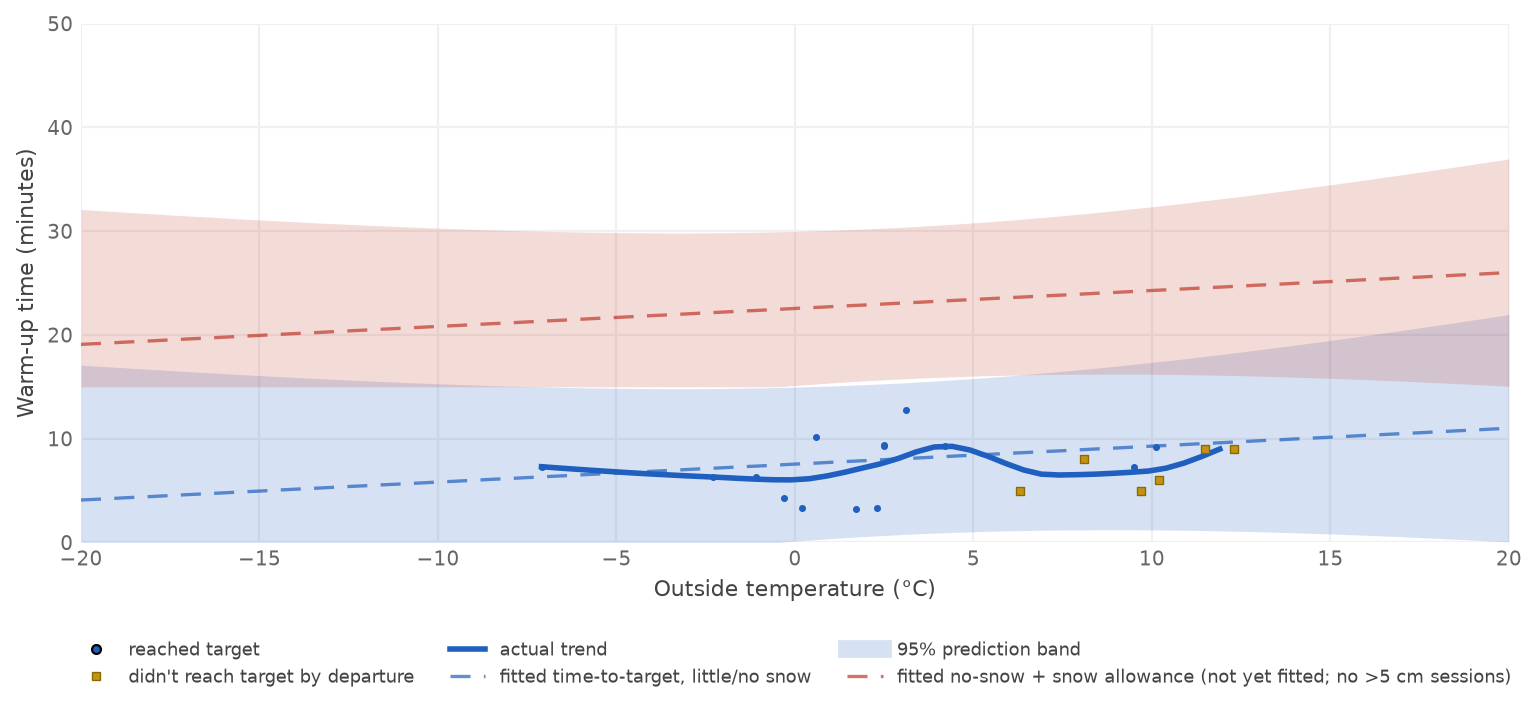 50
40
30
20
10
0
Warm-up time (minutes)
−20 −15 −10 −5 0 5 10 15 20
Outside temperature (°C)
reached target actual trend 95% prediction band
didn't reach target by departure fitted time-to-target, little/no snow fitted no-snow + snow allowance (not yet fitted; no >5 cm sessions)